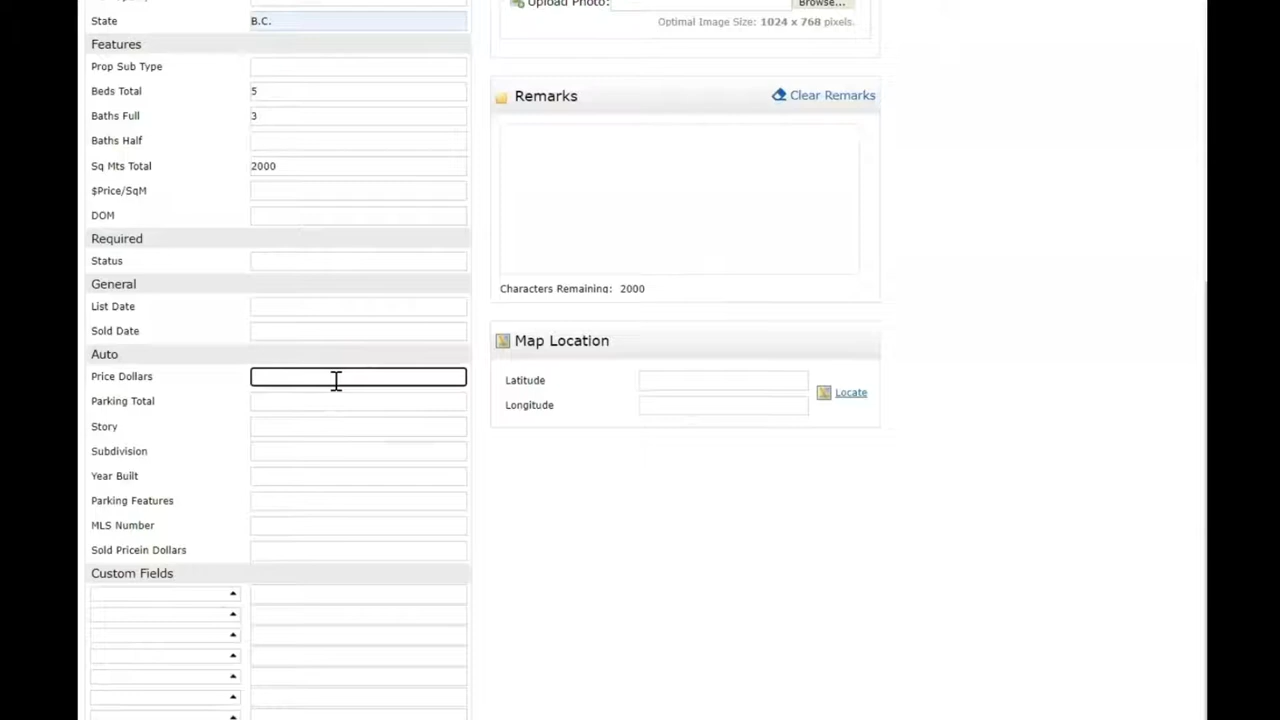 Upload Photo:
Browse...
State
B.C.
Optimal Image Size: 1024 x 768 pixels.
Features
Prop Sub Type
Beds Total
5
Baths Full
3
Baths Half
Sq Mts Total
2000
$Price/SqM
DOM
Required
Status
General
List Date
Sold Date
Auto
Price Dollars
Parking Total
Story
Subdivision
Year Built
Parking Features
MLS Number
Sold Pricein Dollars
Custom Fields
Remarks
Clear Remarks
Characters Remaining: 2000
Map Location
Latitude
Locate
Longitude